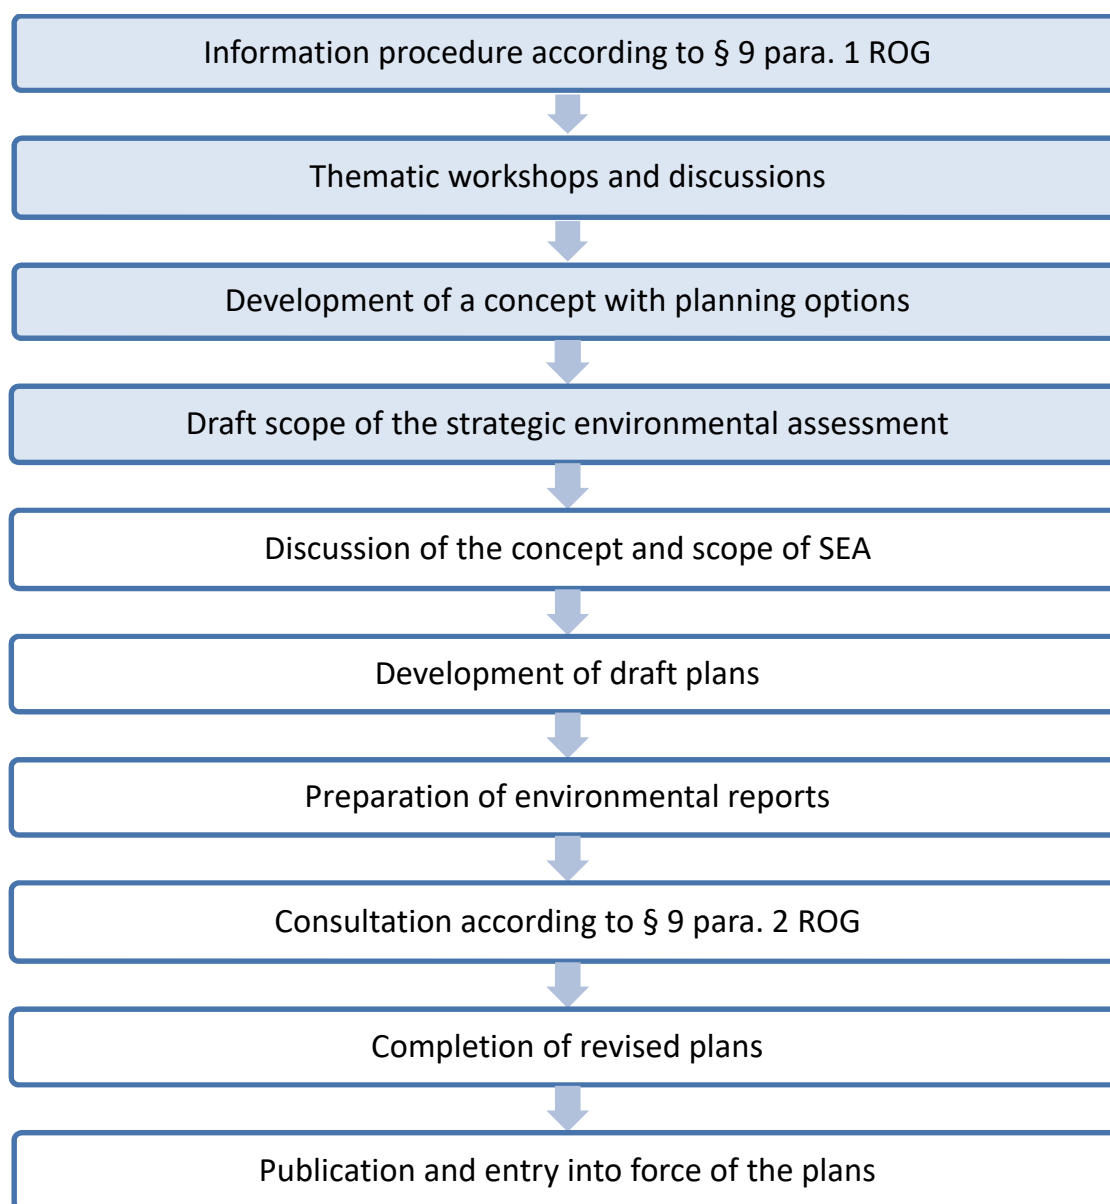 Information procedure according to § 9 para. 1 ROG
Thematic workshops and discussions
Development of a concept with planning options
Draft scope of the strategic environmental assessment
Discussion of the concept and scope of SEA
Development of draft plans
Preparation of environmental reports
Consultation according to § 9 para. 2 ROG
Completion of revised plans
Publication and entry into force of the plans